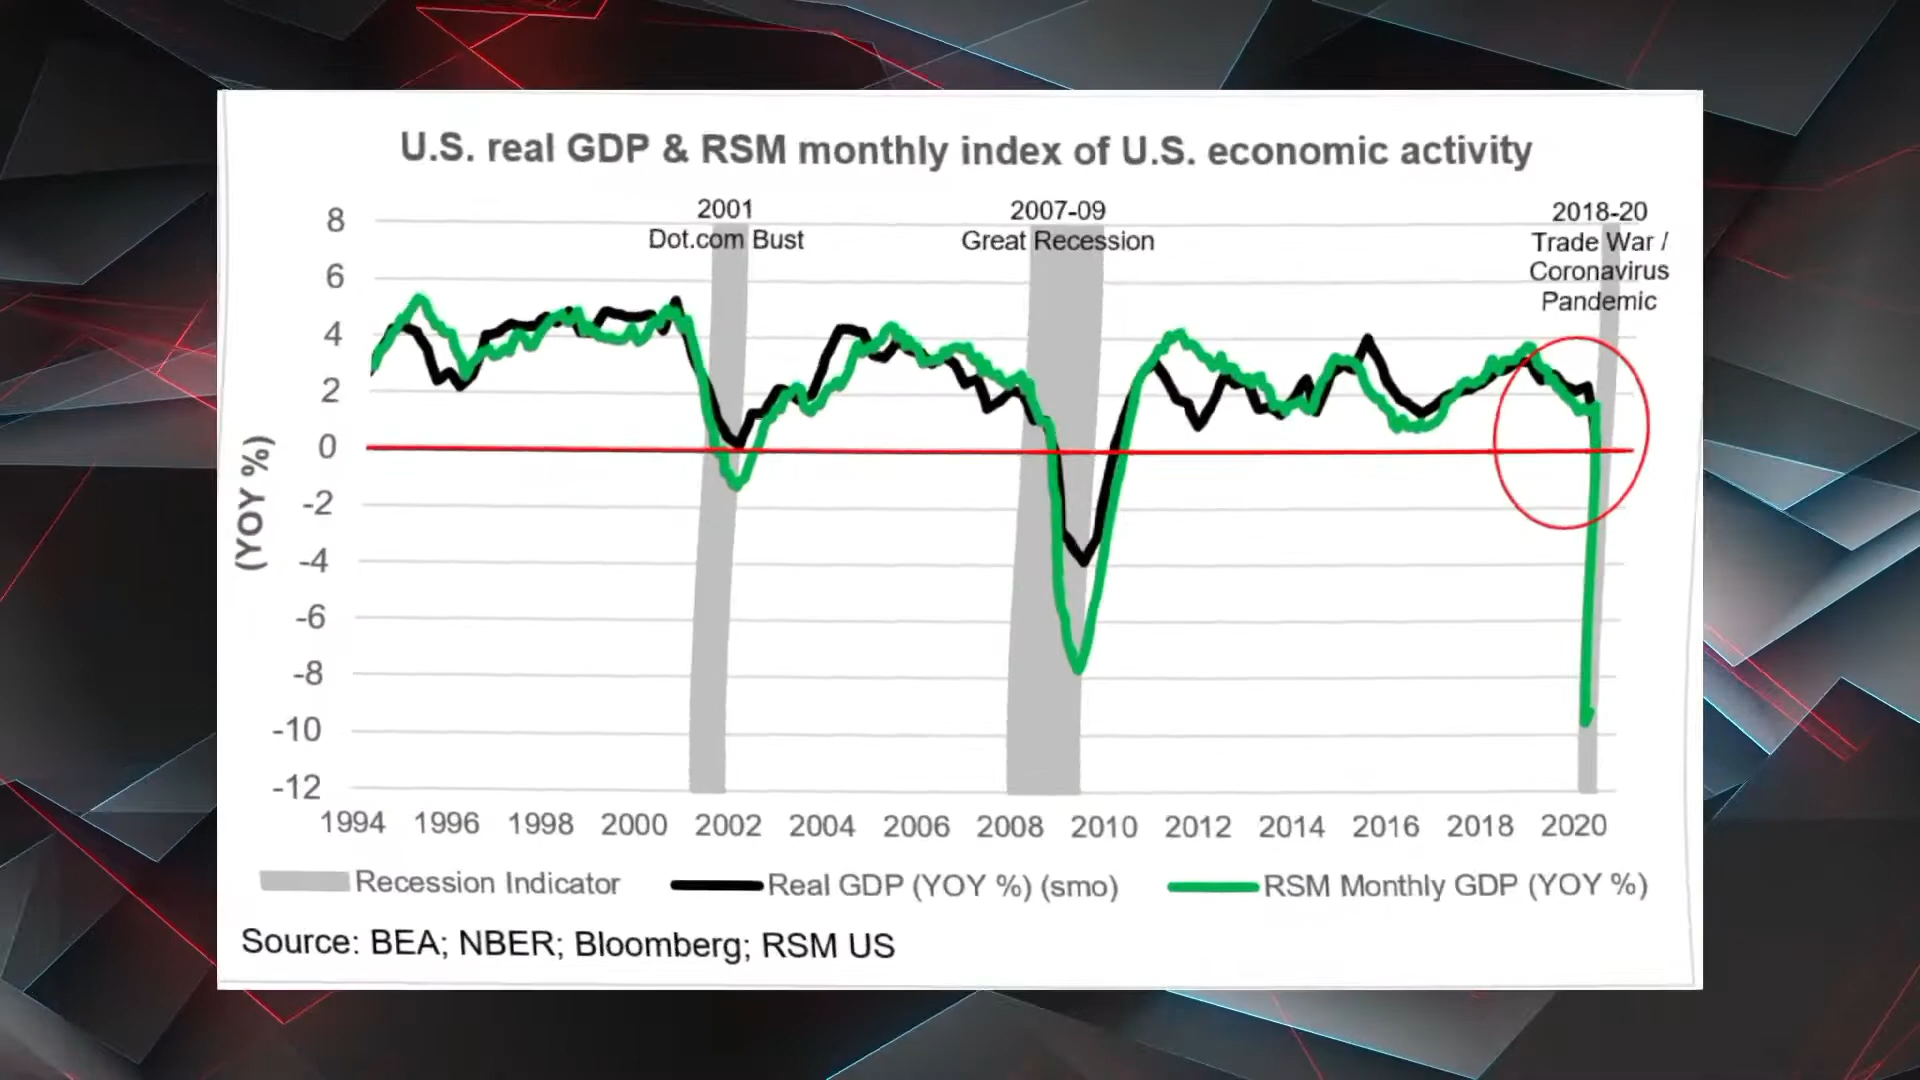 U.S. real GDP & RSM monthly index of U.S. economic activity
2001
Dot.com Bust
2007-09
Great Recession
2018-20
Trade War /
Coronavirus
Pandemic
8
6
4
2
0
-2
-4
-6
-8
-10
-12
(YOY %)
1994 1996 1998 2000 2002 2004 2006 2008 2010 2012 2014 2016 2018 2020
Recession Indicator Real GDP (YOY %) (smo) RSM Monthly GDP (YOY %)
Source: BEA; NBER; Bloomberg; RSM US